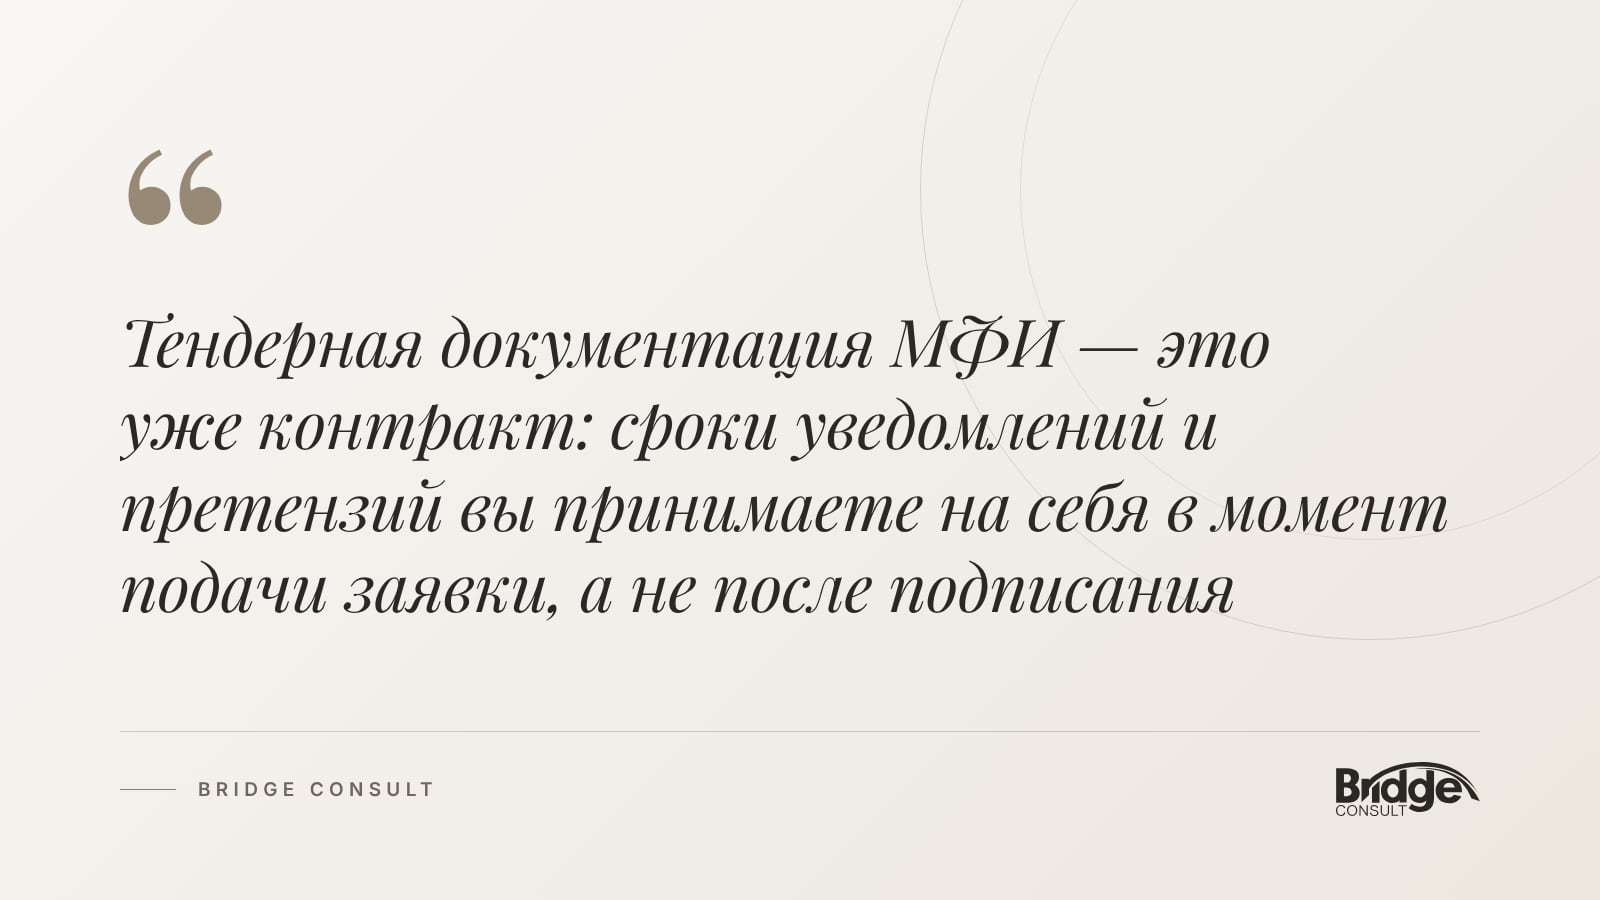 “
Тендерная документация МФИ — это
уже контракт: сроки уведомлений и
претензий вы принимаете на себя в момент
подачи заявки, а не после подписания
BRIDGE CONSULT
Bridge
CONSULT